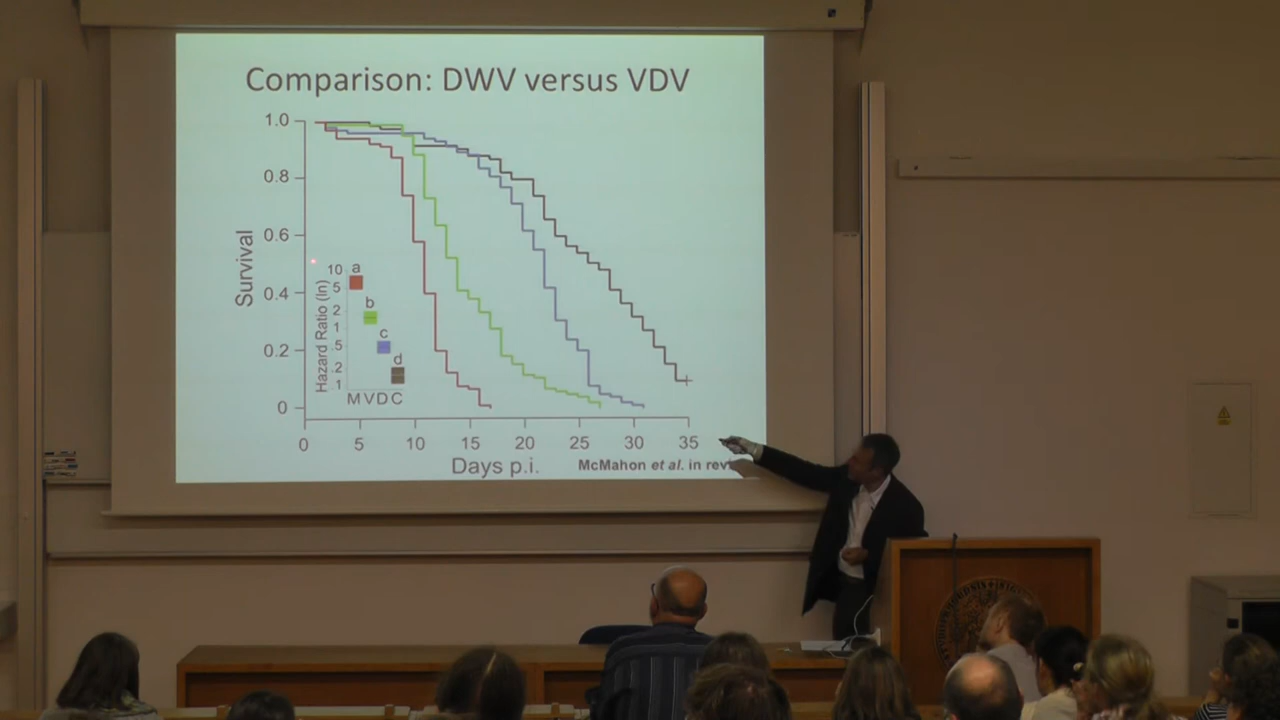 Comparison: DWV versus VDV
1.0
0.8
0.6
0.4
0.2
0
Survival
10
5
2
1
.5
.2
1
Hazard Ratio (ln)
a
b
c
d
M V D C
0 5 10 15 20 25 30 35
Days p.i.
McMahon et al. in rev